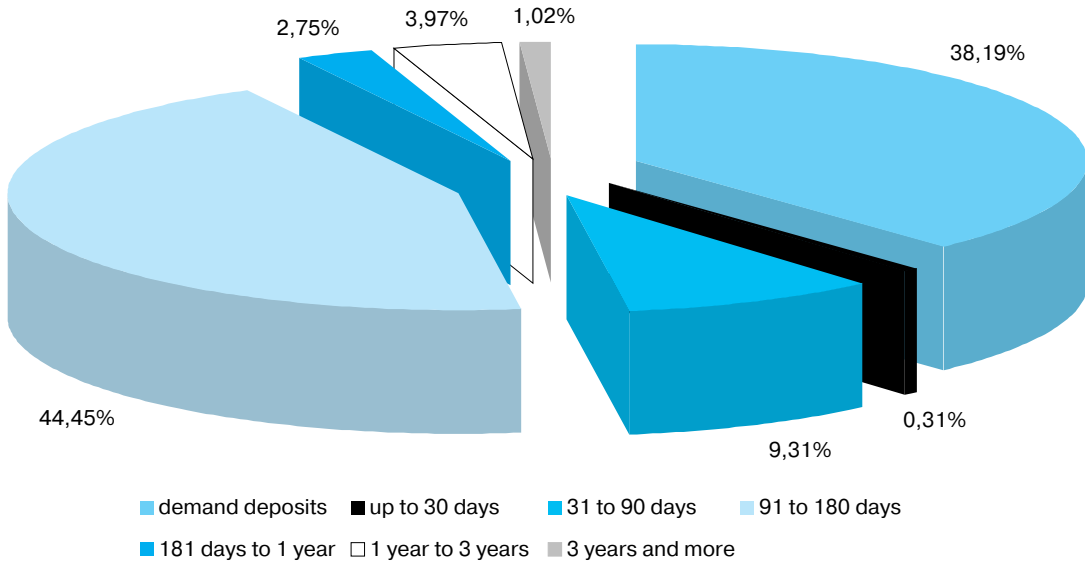 2,75%
3,97%
1,02%
38,19%
44,45%
0,31%
9,31%
demand deposits
up to 30 days
31 to 90 days
91 to 180 days
181 days to 1 year
1 year to 3 years
3 years and more